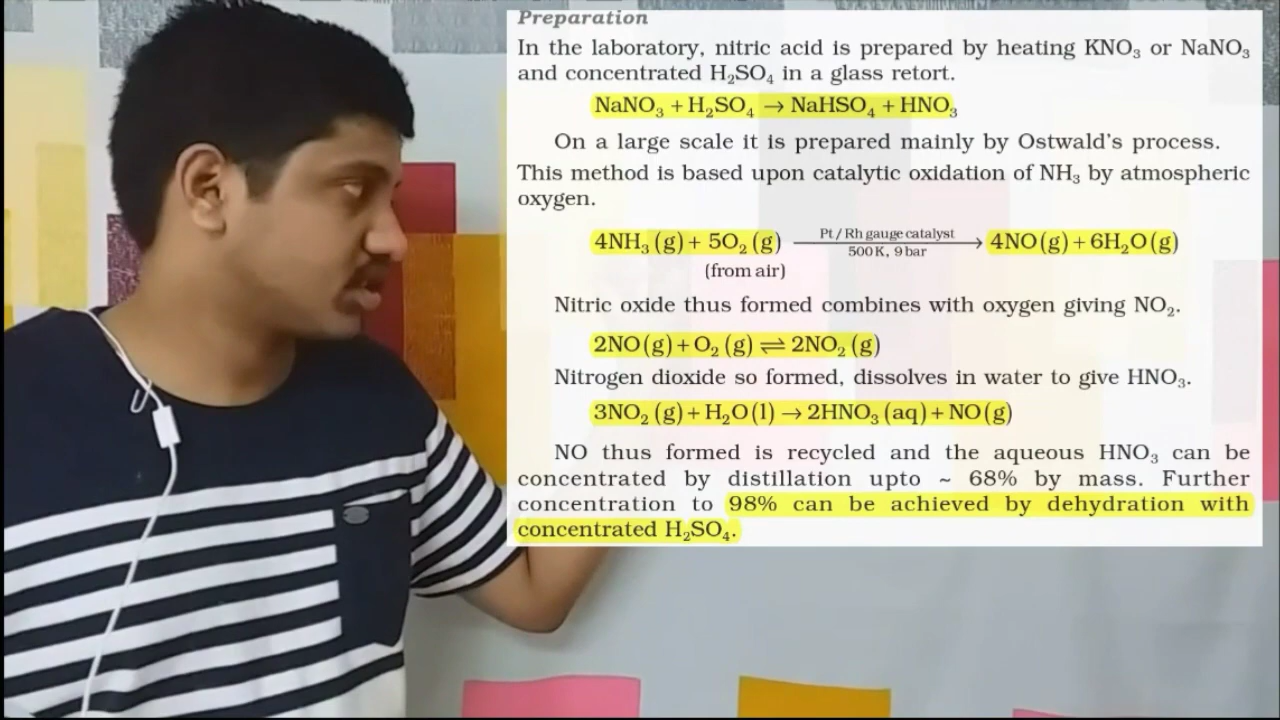 Preparation
In the laboratory, nitric acid is prepared by heating KNO₃ or NaNO₃
and concentrated H₂SO₄ in a glass retort.
NaNO₃ + H₂SO₄ → NaHSO₄ + HNO₃
On a large scale it is prepared mainly by Ostwald's process.
This method is based upon catalytic oxidation of NH₃ by atmospheric
oxygen.
4NH₃ (g) + 5O₂ (g) Pt / Rh gauge catalyst → 4NO (g) + 6H₂O (g)
500 K, 9 bar
(from air)
Nitric oxide thus formed combines with oxygen giving NO₂.
2NO (g) + O₂ (g) ⇌ 2NO₂ (g)
Nitrogen dioxide so formed, dissolves in water to give HNO₃.
3NO₂ (g) + H₂O (l) → 2HNO₃ (aq) + NO (g)
NO thus formed is recycled and the aqueous HNO₃ can be
concentrated by distillation upto ~ 68% by mass. Further
concentration to 98% can be achieved by dehydration with
concentrated H₂SO₄.